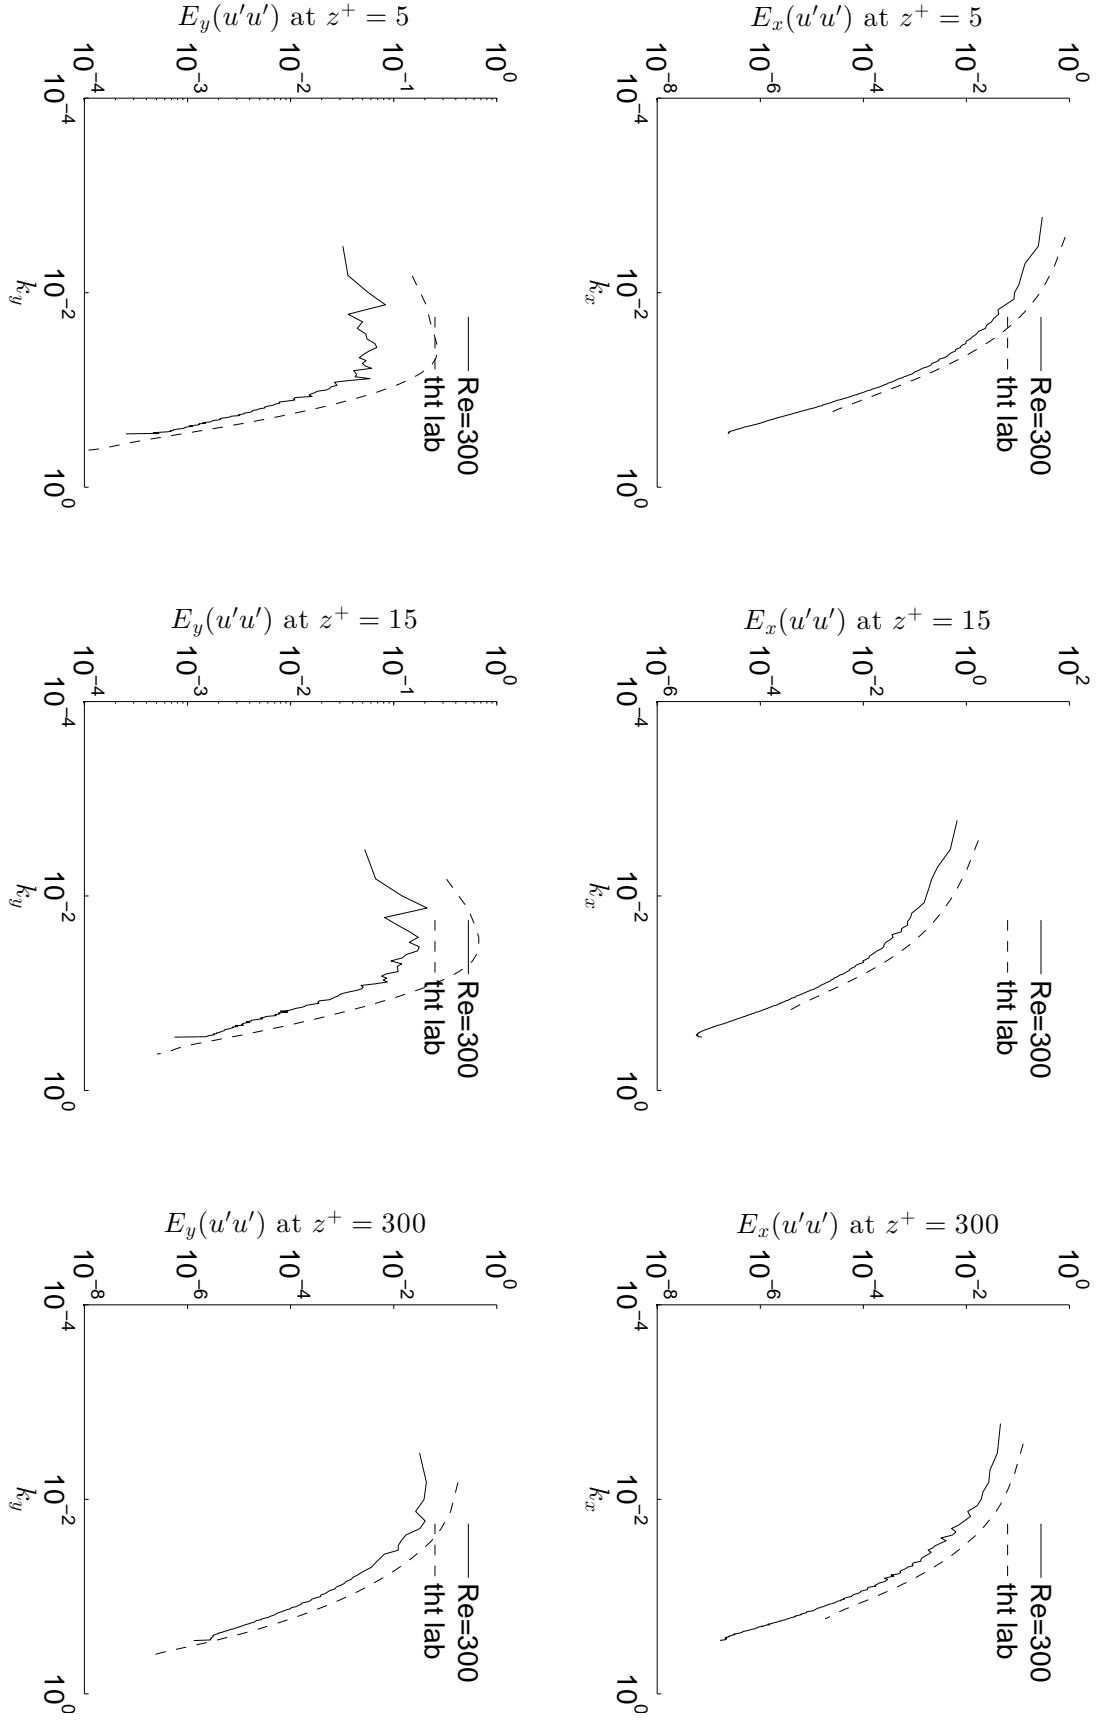 $E_x(u'u')$ at $z^+ = 5$
10^0
10^-2
10^-4
10^-6
10^-8
10^-4
10^-2
10^0
$k_x$
Re=300
tht lab
$E_x(u'u')$ at $z^+ = 15$
10^2
10^0
10^-2
10^-4
10^-6
10^-4
10^-2
10^0
$k_x$
Re=300
tht lab
$E_x(u'u')$ at $z^+ = 300$
10^0
10^-2
10^-4
10^-6
10^-8
10^-4
10^-2
10^0
$k_x$
Re=300
tht lab
$E_y(u'u')$ at $z^+ = 5$
10^0
10^-1
10^-2
10^-3
10^-4
10^-4
10^-2
10^0
$k_y$
Re=300
tht lab
$E_y(u'u')$ at $z^+ = 15$
10^0
10^-1
10^-2
10^-3
10^-4
10^-4
10^-2
10^0
$k_y$
Re=300
tht lab
$E_y(u'u')$ at $z^+ = 300$
10^0
10^-2
10^-4
10^-6
10^-8
10^-4
10^-2
10^0
$k_y$
Re=300
tht lab